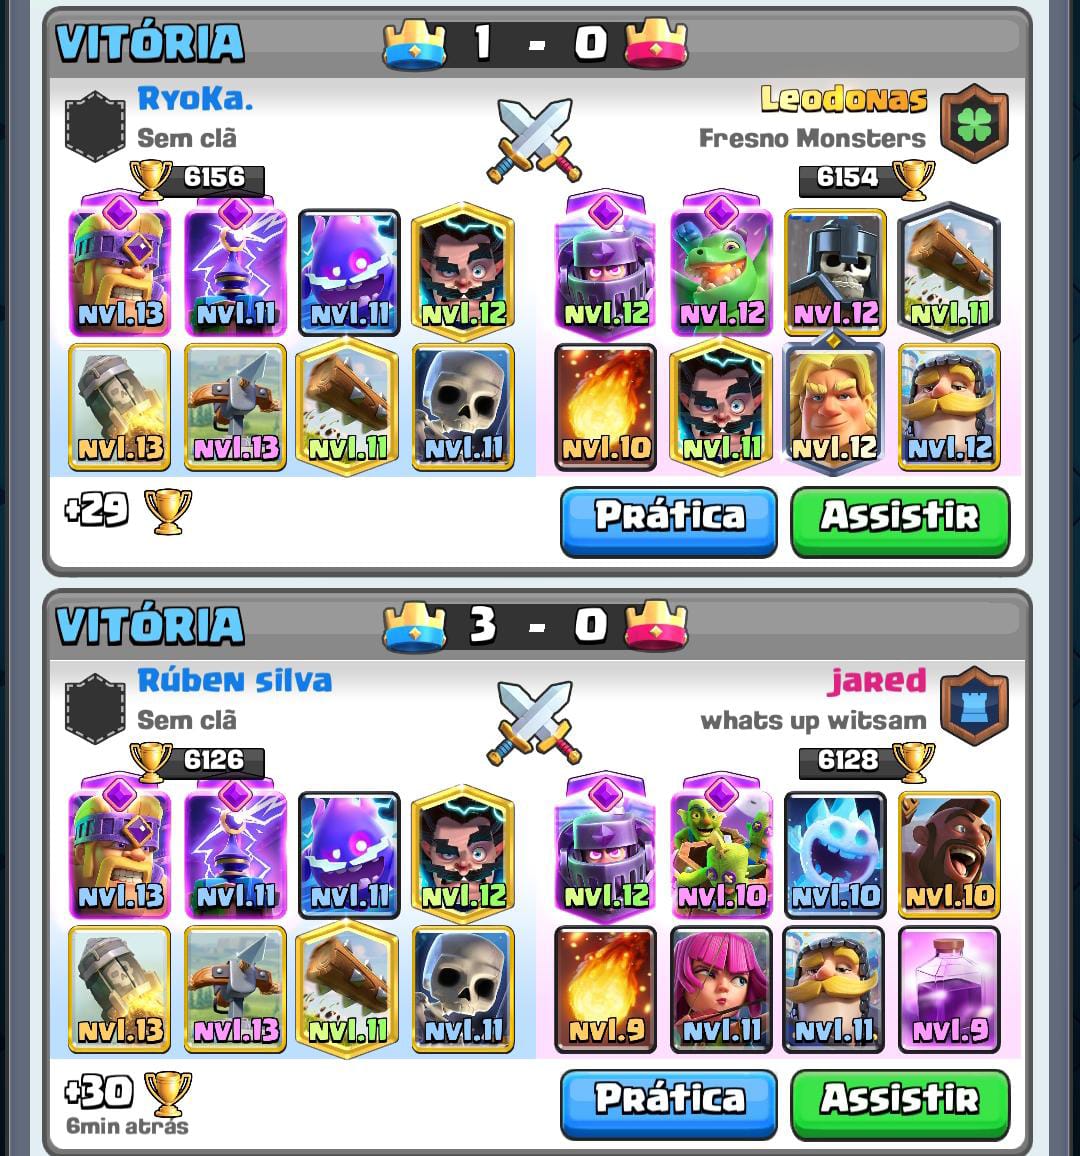 VITÓRIA 1 - 0
RyoKa. Leodonas
Sem clã Fresno Monsters
6156 6154
nvl.13 nvl.11 nvl.11 nvl.12 nvl.12 nvl.12 nvl.12 nvl.11
nvl.13 nvl.13 nvl.11 nvl.11 nvl.10 nvl.11 nvl.12 nvl.12
+29 Prática Assistir
VITÓRIA 3 - 0
Rúben silva jared
Sem clã whats up witsam
6126 6128
nvl.13 nvl.11 nvl.11 nvl.12 nvl.12 nvl.10 nvl.10 nvl.10
nvl.13 nvl.13 nvl.11 nvl.11 nvl.9 nvl.11 nvl.11 nvl.9
+30 Prática Assistir
6min atrás